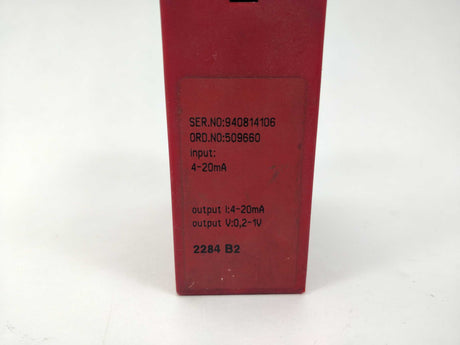 SER.NO:940814106
ORD.NO:509660
input:
4-20mA
output I:4-20mA
output V:0,2-1V
2284 B2